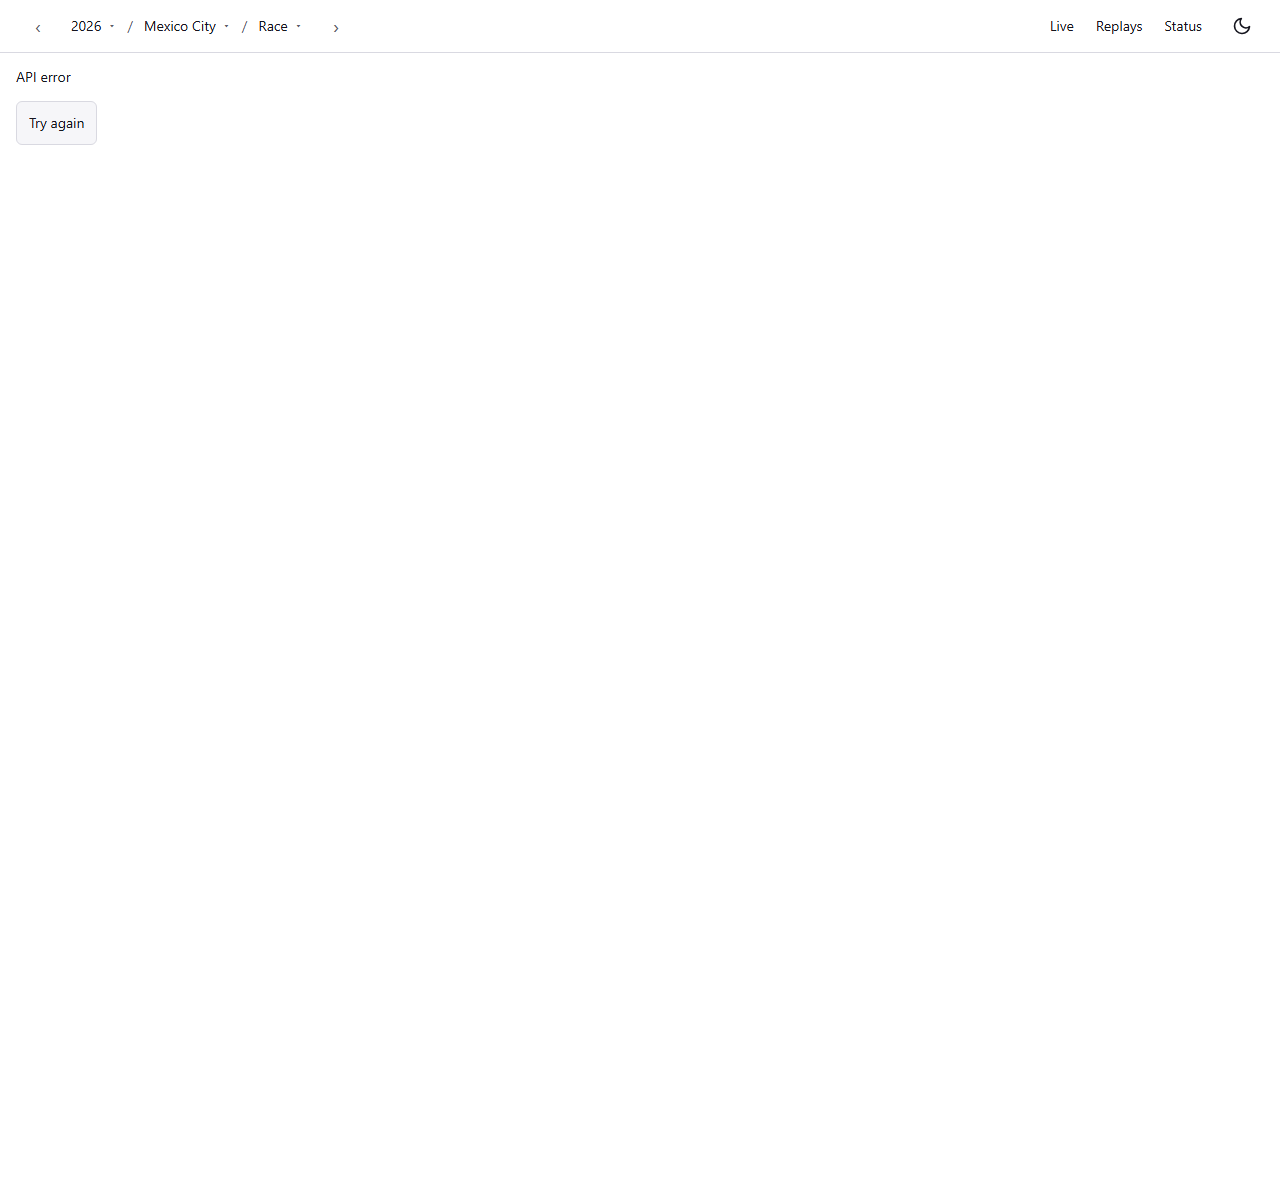 ‹ 2026 / Mexico City / Race › Live Replays Status
API error
Try again